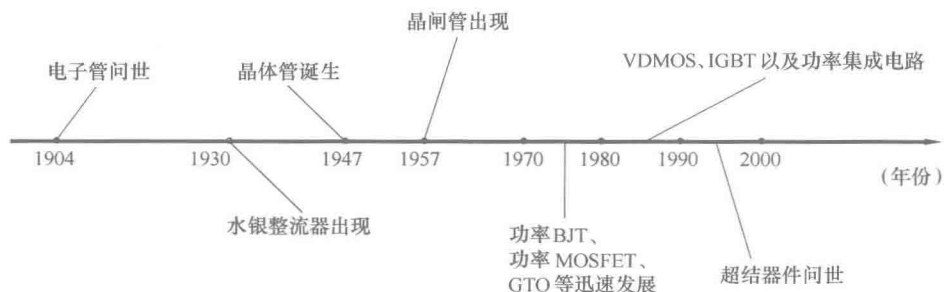 晶闸管出现
电子管问世
晶体管诞生
VDMOS、IGBT 以及功率集成电路
1904
1930
1947
1957
1970
1980
1990
2000
(年份)
水银整流器出现
功率 BJT、
功率 MOSFET、
GTO 等迅速发展
超结器件问世